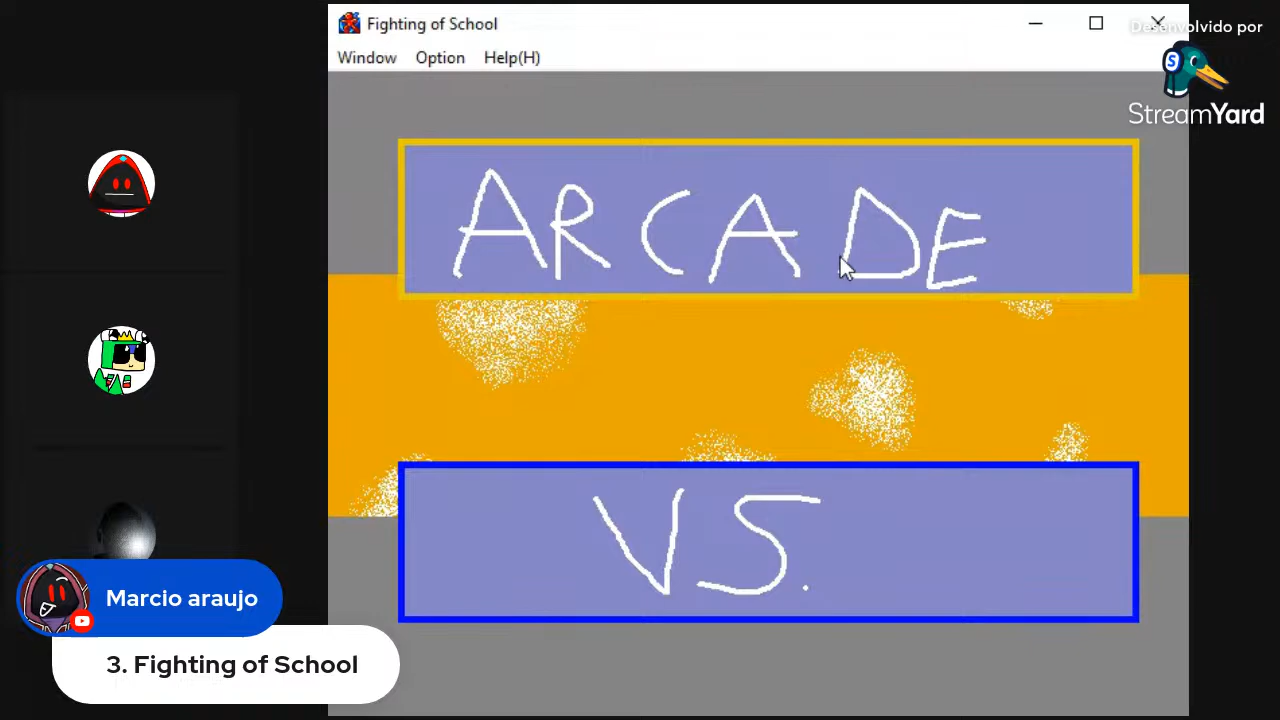 Fighting of School
Desenvolvido por
Window Option Help(H)
S
StreamYard
ARCADE
VS.
Marcio araujo
3. Fighting of School